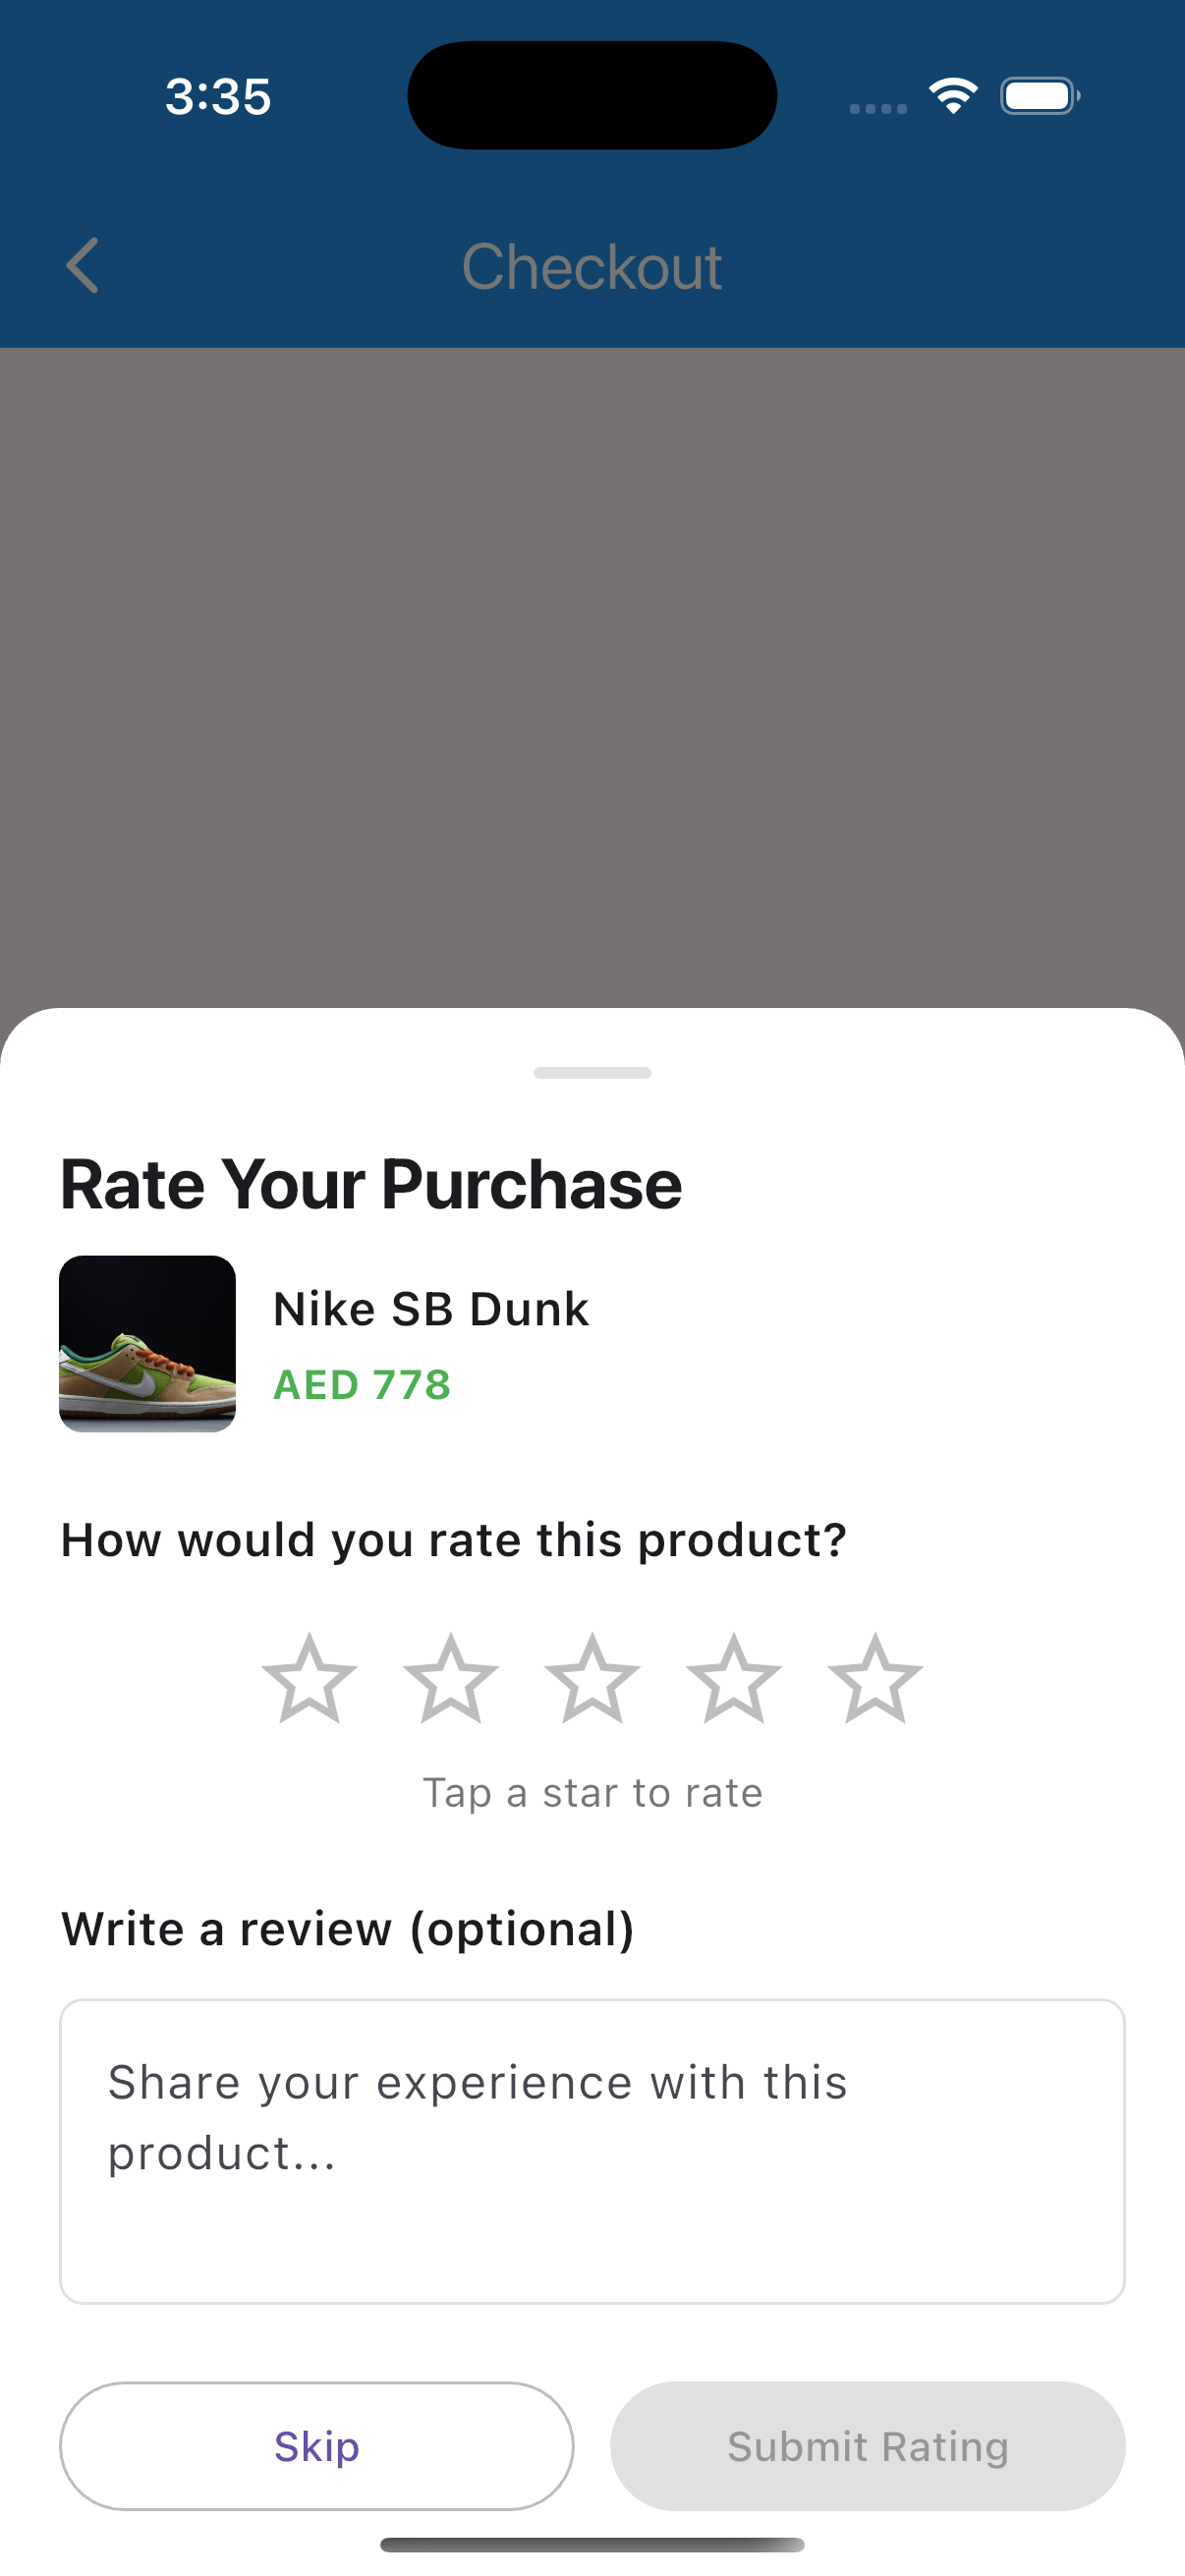 3:35
Checkout
Rate Your Purchase
Nike SB Dunk
AED 778
How would you rate this product?
Tap a star to rate
Write a review (optional)
Share your experience with this
product...
Skip
Submit Rating